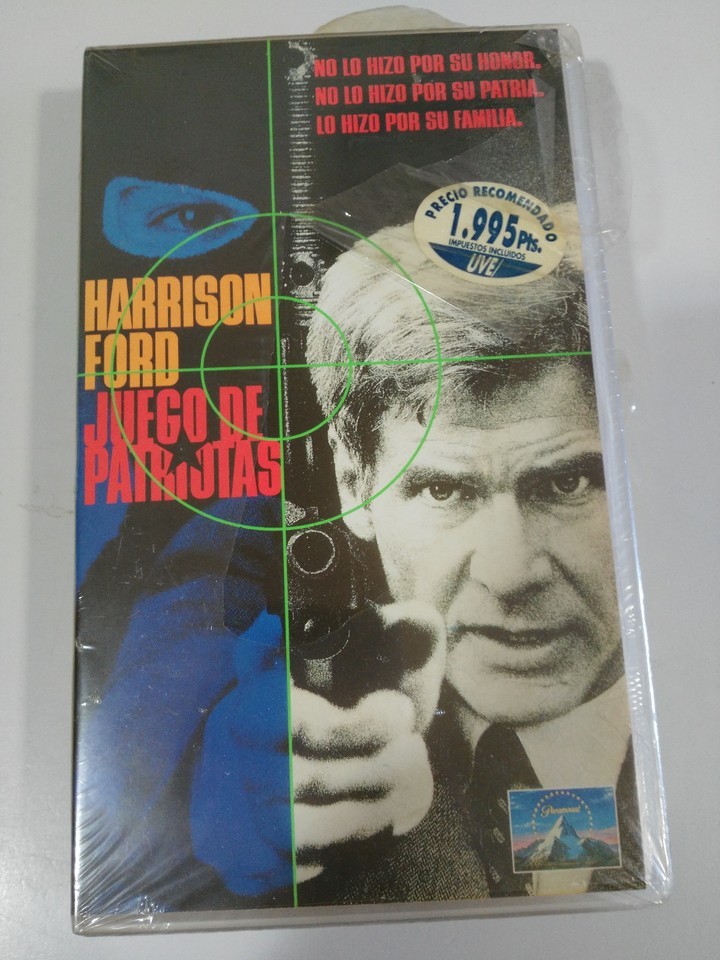 NO LO HIZO POR SU HONOR.
NO LO HIZO POR SU PATRIA.
LO HIZO POR SU FAMILIA.
PRECIO RECOMENDADO
1.995 Pts.
IMPUESTOS INCLUIDOS
UVE
HARRISON
FORD
JUEGO DE
PATRIOTAS
Paramount